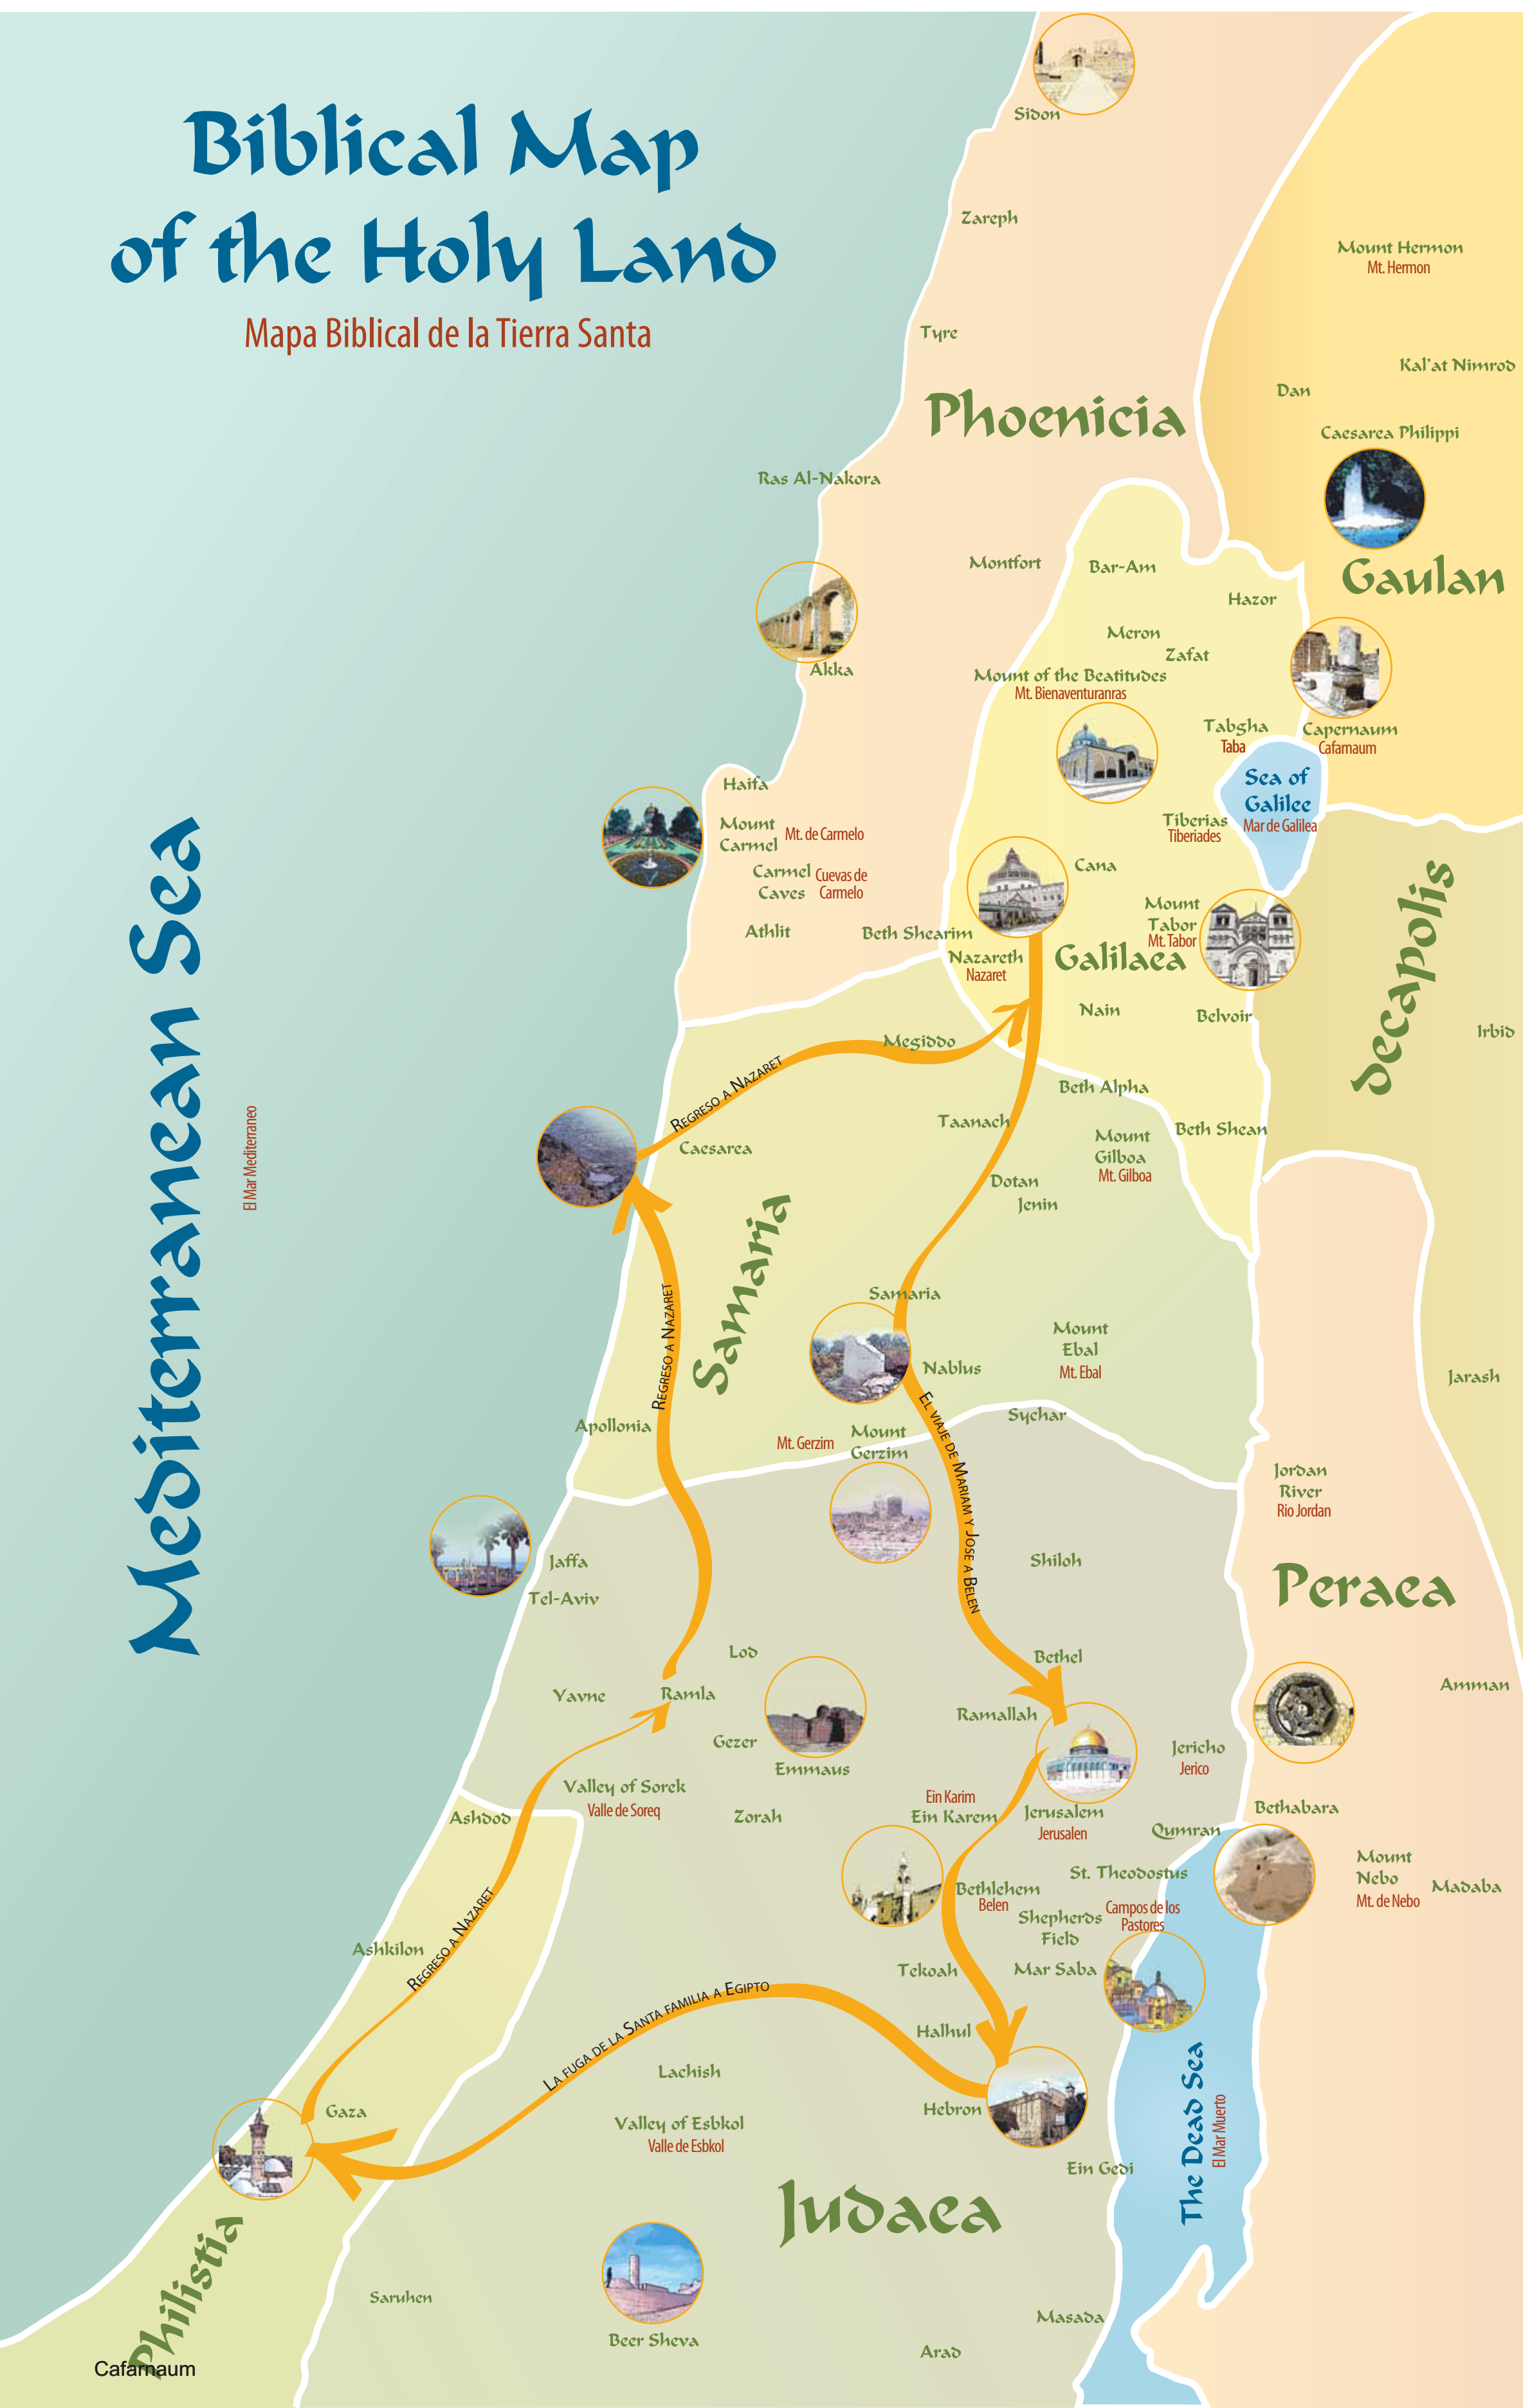 Biblical Map
of the Holy Land
Mapa Biblical de la Tierra Santa
Sidon
Zareph
Mount Hermon
Mt. Hermon
Tyre
Kal'at Nimrod
Dan
Phoenicia
Caesarea Philippi
Ras Al-Nakora
Montfort
Bar-Am
Gaulan
Hazor
Meron
Zafat
Akka
Mount of the Beatitudes
Mt. Bienaventuranras
Tabgha
Taba
Capernaum
Cafarnaum
Haifa
Sea of
Galilee
Mar de Galilea
Mount
Carmel
Mt. de Carmelo
Tiberias
Tiberiades
Carmel
Caves
Cuevas de
Carmelo
Cana
Mount
Tabor
Mt. Tabor
Athlit
Beth Shearim
Nazareth
Nazaret
Galilaea
Decapolis
Nain
Belvoir
Irbid
Megiddo
Regreso a Nazaret
Beth Alpha
Mediterranean Sea
El Mar Mediterraneo
Caesarea
Taanach
Mount
Gilboa
Mt. Gilboa
Beth Shean
Dotan
Jenin
Samaria
Samaria
Regreso a Nazaret
Mount
Ebal
Mt. Ebal
Nablus
Jarash
Apollonia
Sychar
Mt. Gerzim
Mount
Gerzim
El viaje de Mariam y Jose a Belen
Jordan
River
Rio Jordan
Jaffa
Tel-Aviv
Shiloh
Peraea
Lod
Bethel
Yavne
Ramla
Amman
Ramallah
Gezer
Jericho
Jerico
Emmaus
Valley of Sorek
Valle de Soreq
Zorah
Ein Karim
Ein Karem
Jerusalem
Jerusalen
Bethabara
Ashdod
Qumran
Mount
Nebo
Mt. de Nebo
Madaba
St. Theodostus
Bethlehem
Belen
Shepherds
Field
Campos de los
Pastores
Ashkilon
Regreso a Nazaret
Tekoah
Mar Saba
La fuga de la Santa familia a Egipto
Halhul
Lachish
The Dead Sea
El Mar Muerto
Gaza
Hebron
Valley of Esbkol
Valle de Esbkol
Ein Gedi
Judaea
Philistia
Saruhen
Masada
Beer Sheva
Arad
Cafarnaum